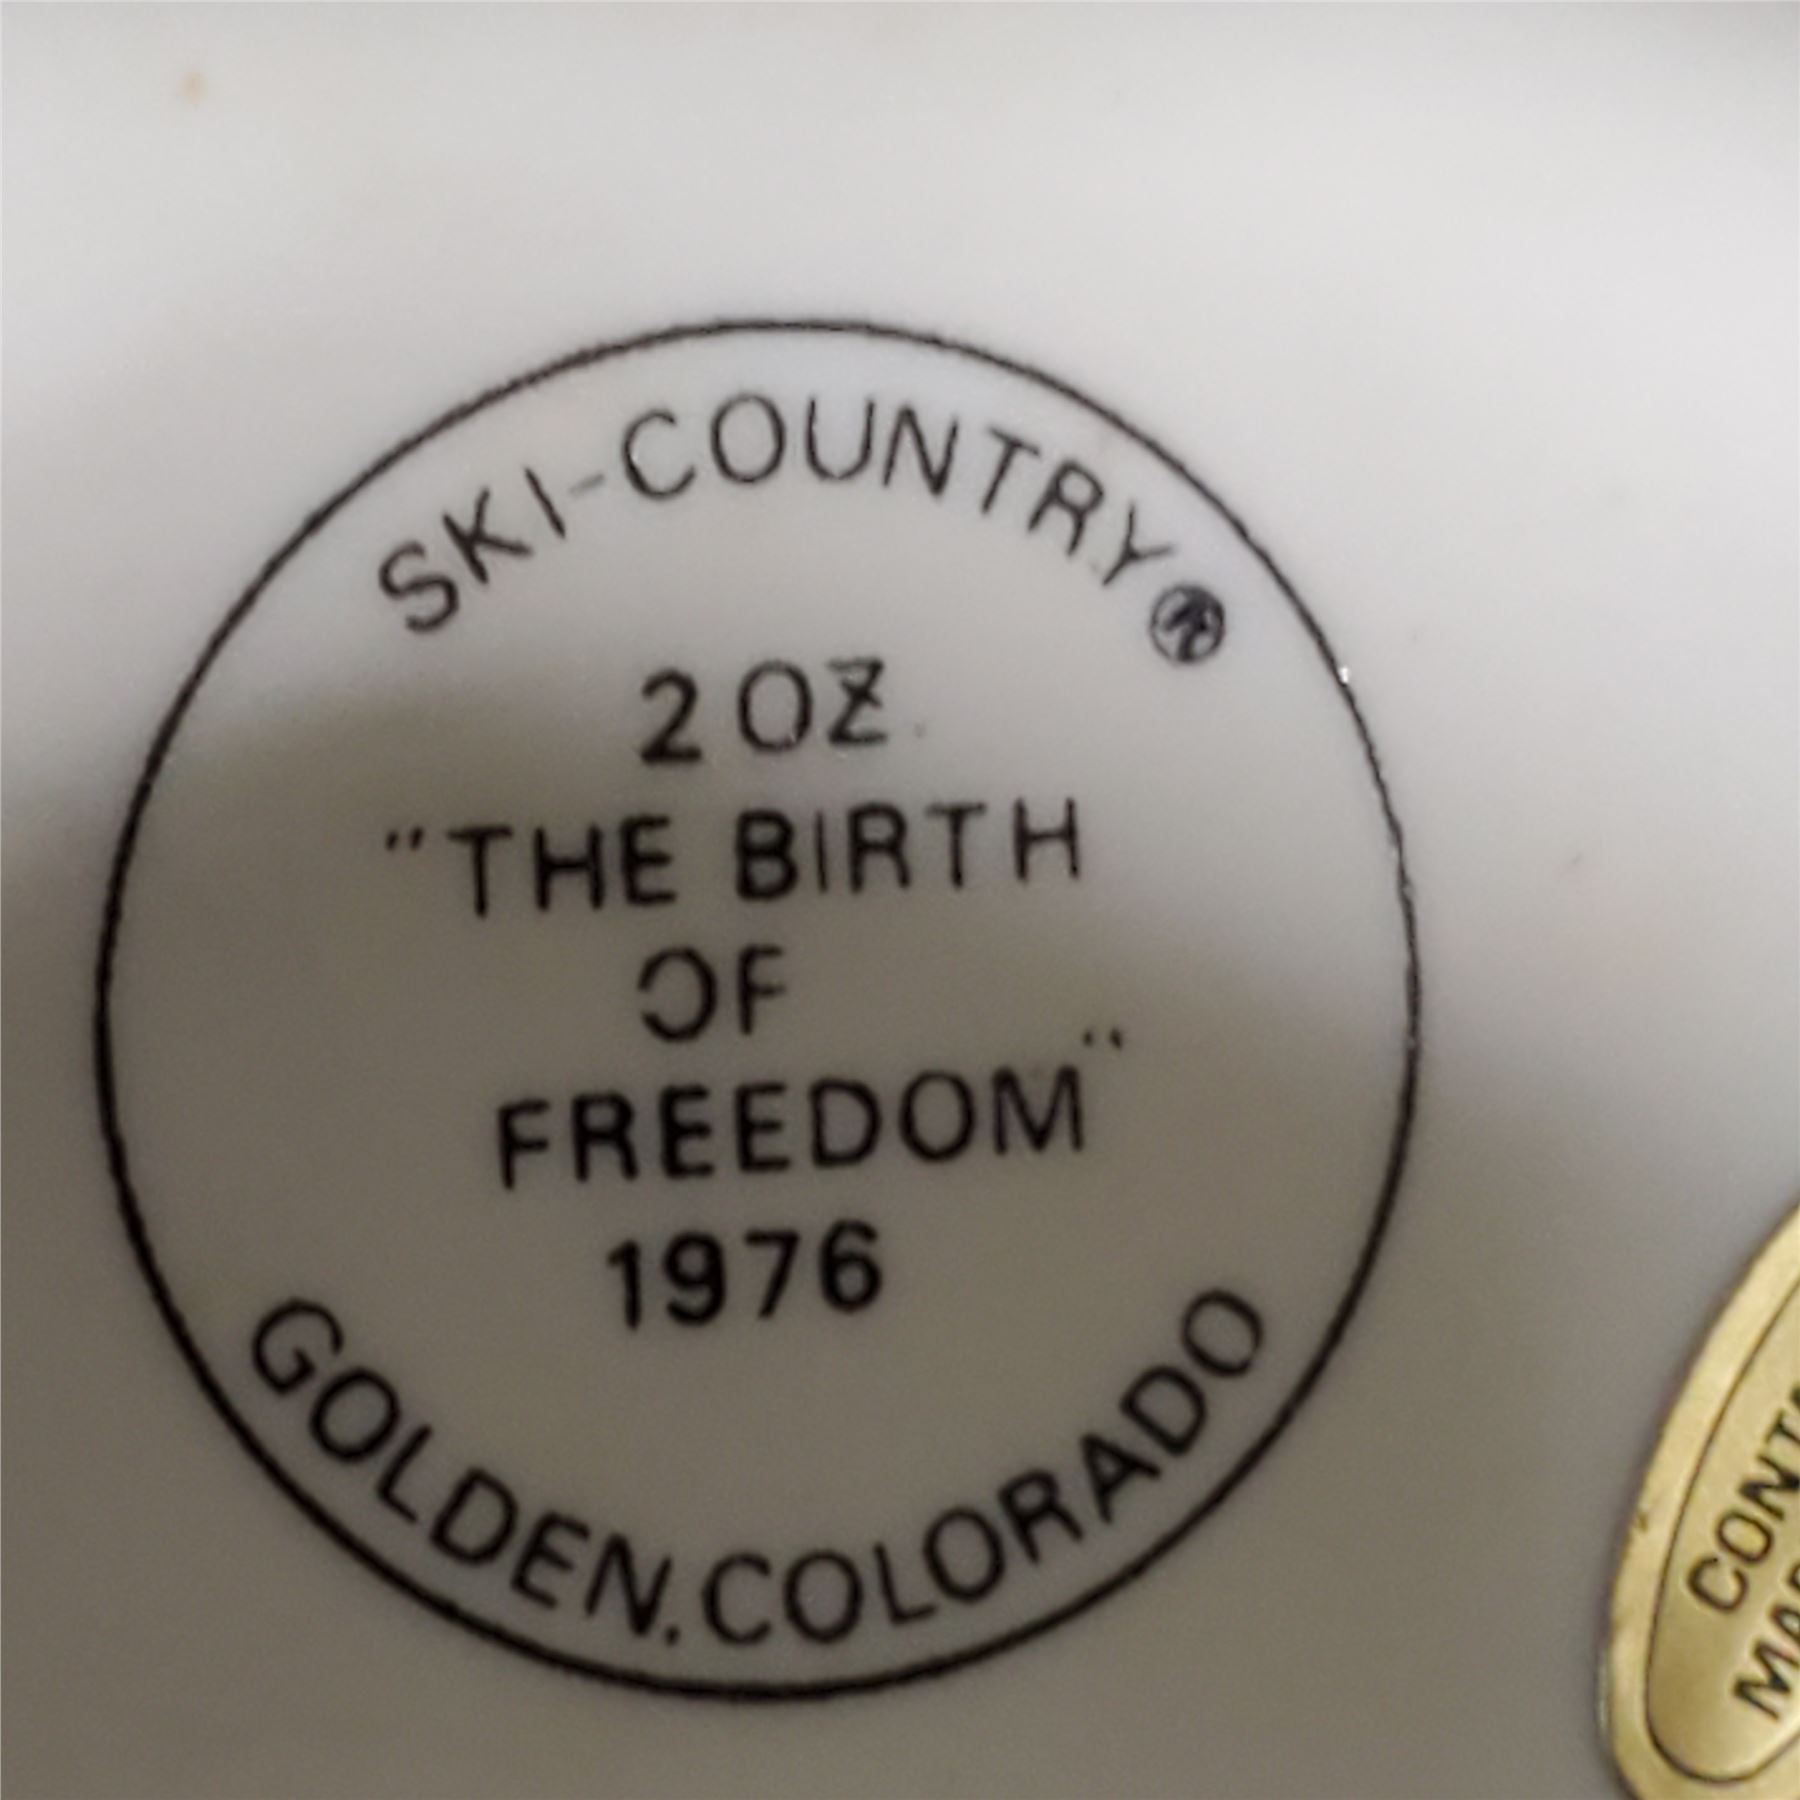 SKI-COUNTRY®
2 OZ.
"THE BIRTH
OF
FREEDOM"
1976
GOLDEN, COLORADO